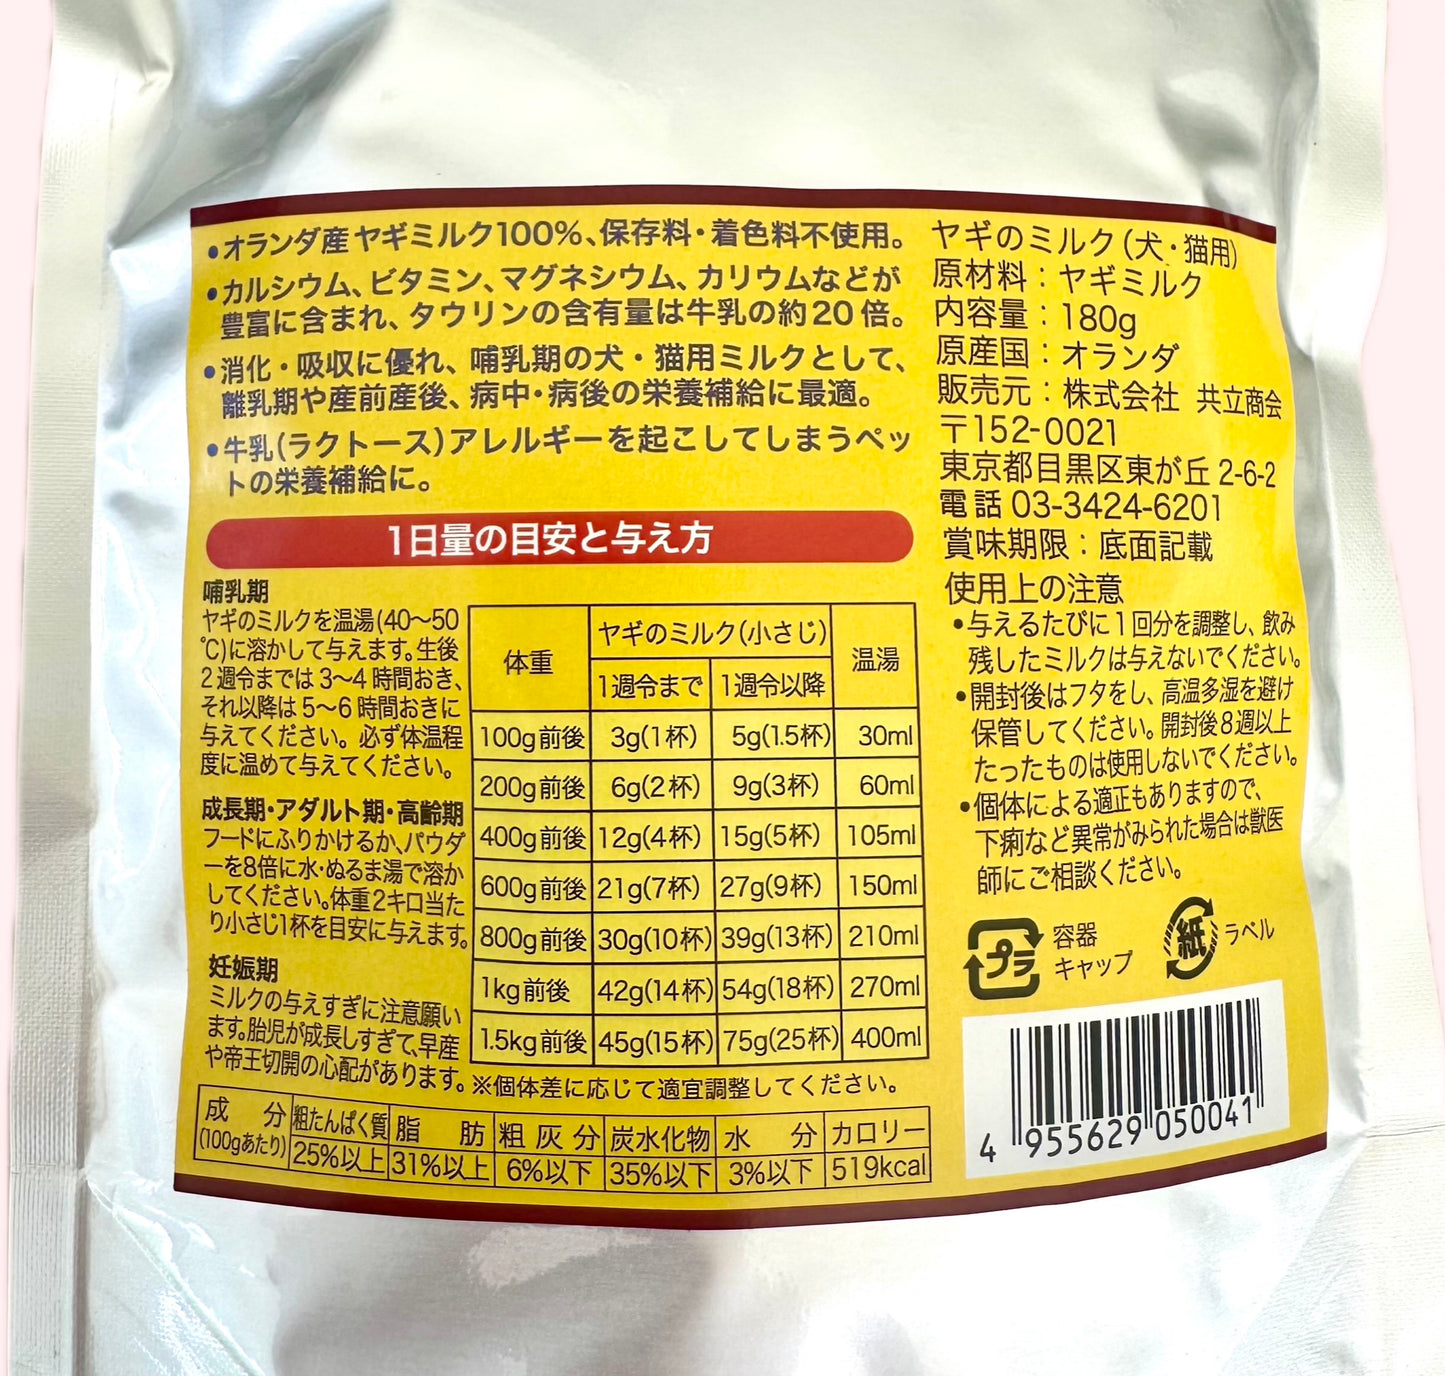 •オランダ産ヤギミルク100%、保存料・着色料不使用。
•カルシウム、ビタミン、マグネシウム、カリウムなどが
豊富に含まれ、タウリンの含有量は牛乳の約20倍。
•消化・吸収に優れ、哺乳期の犬・猫用ミルクとして、
離乳期や産前産後、病中・病後の栄養補給に最適。
•牛乳(ラクトース)アレルギーを起こしてしまうペッ
トの栄養補給に。
1日量の目安と与え方
哺乳期
ヤギのミルクを温湯(40〜50
℃)に溶かして与えます。生後
2週令までは3〜4時間おき、
それ以降は5〜6時間おきに
与えてください。必ず体温程
度に温めて与えてください。
成長期・アダルト期・高齢期
フードにふりかけるか、パウダ
ーを8倍に水・ぬるま湯で溶か
してください。体重2キロ当た
り小さじ1杯を目安に与えます。
妊娠期
ミルクの与えすぎに注意願い
ます。胎児が成長しすぎて、早産
や帝王切開の心配があります。
体重 ヤギのミルク(小さじ) 温湯
1週令まで 1週令以降
100g前後 3g(1杯) 5g(1.5杯) 30ml
200g前後 6g(2杯) 9g(3杯) 60ml
400g前後 12g(4杯) 15g(5杯) 105ml
600g前後 21g(7杯) 27g(9杯) 150ml
800g前後 30g(10杯) 39g(13杯) 210ml
1kg前後 42g(14杯) 54g(18杯) 270ml
1.5kg前後 45g(15杯) 75g(25杯) 400ml
※個体差に応じて適宜調整してください。
成分 粗たんぱく質 脂肪 粗灰分 炭水化物 水分 カロリー
(100gあたり) 25%以上 31%以上 6%以下 35%以下 3%以下 519kcal
ヤギのミルク(犬・猫用)
原材料:ヤギミルク
内容量:180g
原産国:オランダ
販売元:株式会社 共立商会
〒152-0021
東京都目黒区東が丘2-6-2
電話03-3424-6201
賞味期限:底面記載
使用上の注意
•与えるたびに1回分を調整し、飲み
残したミルクは与えないでください。
•開封後はフタをし、高温多湿を避け
保管してください。開封後8週以上
たったものは使用しないでください。
•個体による適正もありますので、
下痢など異常がみられた場合は獣医
師にご相談ください。
プラ 容器
キャップ
紙 ラベル
4 955629 050041